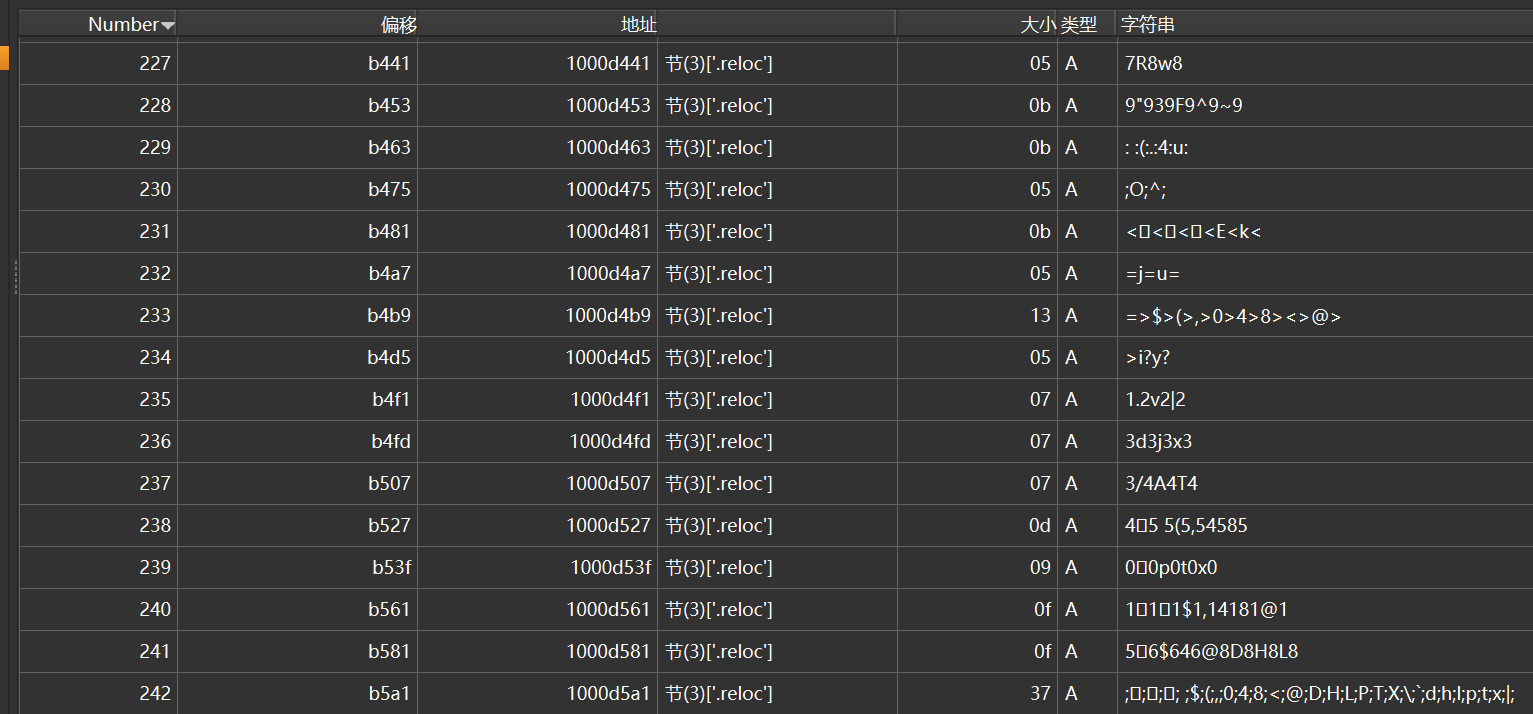 Number 偏移 地址 大小 类型 字符串
227 b441 1000d441 节(3)['.reloc'] 05 A 7R8w8
228 b453 1000d453 节(3)['.reloc'] 0b A 9"939F9^9~9
229 b463 1000d463 节(3)['.reloc'] 0b A : :(:.:4:u:
230 b475 1000d475 节(3)['.reloc'] 05 A ;O;^;
231 b481 1000d481 节(3)['.reloc'] 0b A <▯<▯<▯<E<k<
232 b4a7 1000d4a7 节(3)['.reloc'] 05 A =j=u=
233 b4b9 1000d4b9 节(3)['.reloc'] 13 A =>$>(>,>0>4>8><>@>
234 b4d5 1000d4d5 节(3)['.reloc'] 05 A >i?y?
235 b4f1 1000d4f1 节(3)['.reloc'] 07 A 1.2v2|2
236 b4fd 1000d4fd 节(3)['.reloc'] 07 A 3d3j3x3
237 b507 1000d507 节(3)['.reloc'] 07 A 3/4A4T4
238 b527 1000d527 节(3)['.reloc'] 0d A 4▯5 5(5,54585
239 b53f 1000d53f 节(3)['.reloc'] 09 A 0▯0p0t0x0
240 b561 1000d561 节(3)['.reloc'] 0f A 1▯1▯1$1,14181@1
241 b581 1000d581 节(3)['.reloc'] 0f A 5▯6$646@8D8H8L8
242 b5a1 1000d5a1 节(3)['.reloc'] 37 A ;▯;▯;▯; ;$;(;,;0;4;8;<;@;D;H;L;P;T;X;\;`;d;h;l;p;t;x;|;